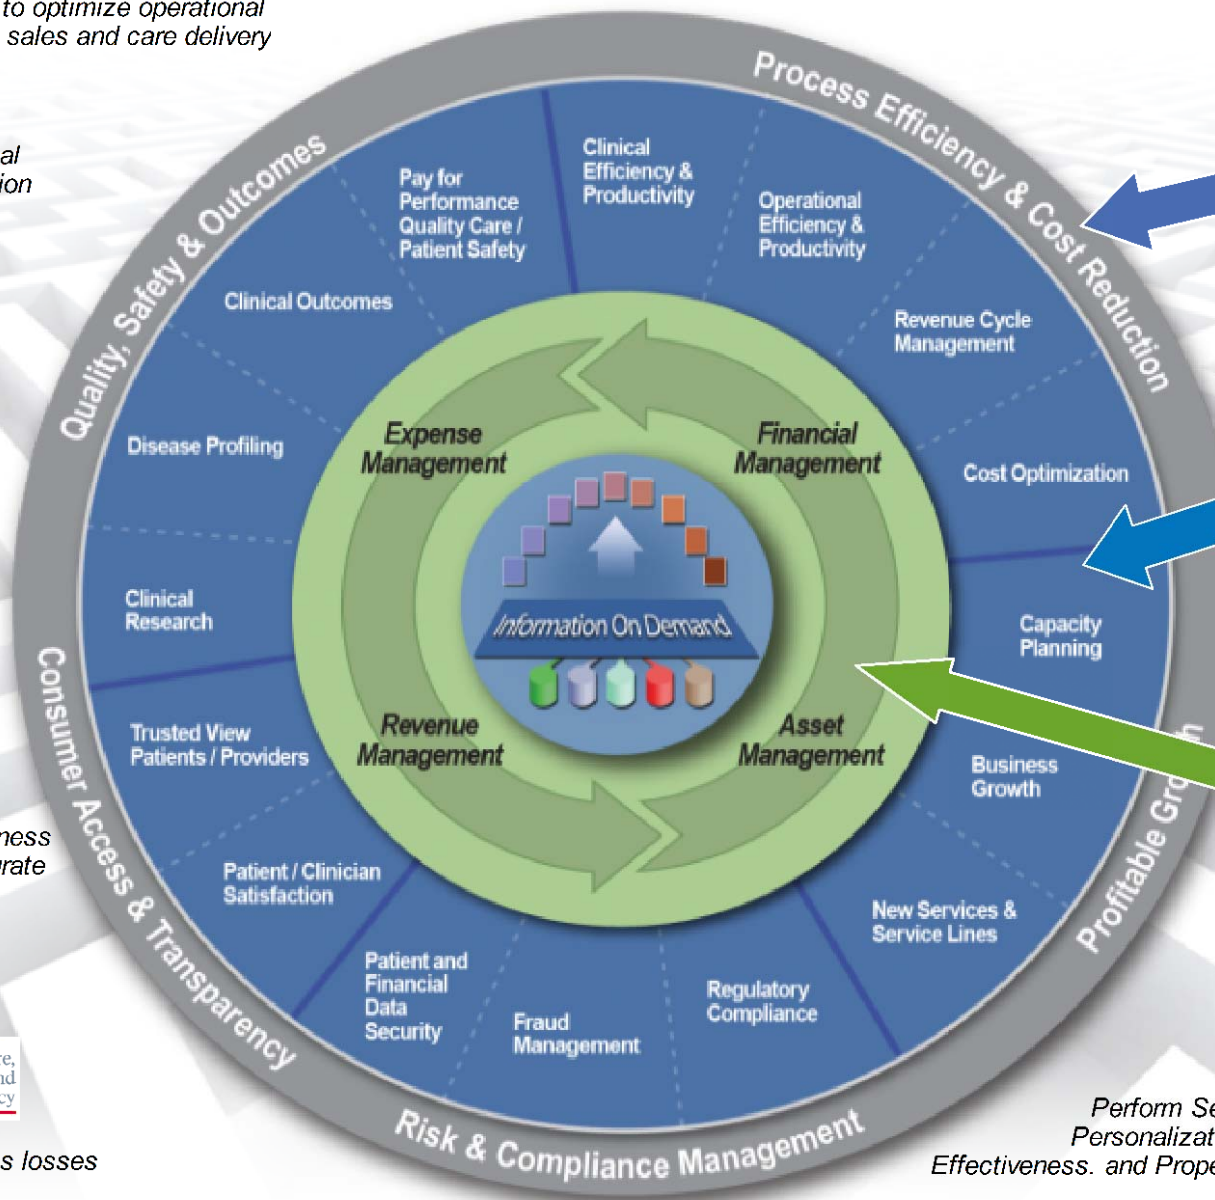 to optimize operational
sales and care delivery
Process Efficiency & Cost Reduction
Quality, Safety & Outcomes
Clinical
Efficiency &
Productivity
Pay for
Performance
Quality Care /
Patient Safety
Operational
Efficiency &
Productivity
Clinical Outcomes
Revenue Cycle
Management
Disease Profiling
Cost Optimization
Expense
Management
Financial
Management
Information On Demand
Clinical
Research
Capacity
Planning
Revenue
Management
Asset
Management
Trusted View
Patients / Providers
Business
Growth
Patient / Clinician
Satisfaction
New Services &
Service Lines
Patient and
Financial
Data
Security
Fraud
Management
Regulatory
Compliance
Consumer Access & Transparency
Profitable Growth
Risk & Compliance Management
losses
Perform
Effectiveness. and